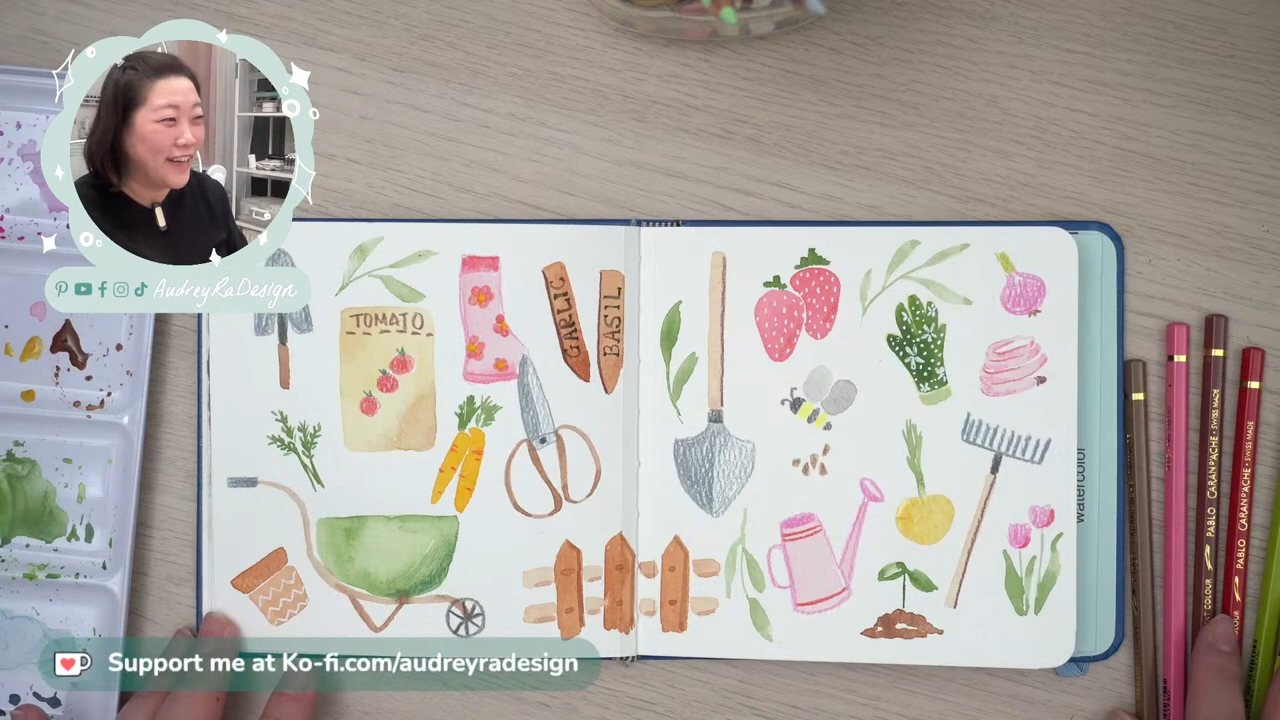 AudreyRaDesign
TOMATO
GARLIC
BASIL
watercolor
PABLO CARAN D'ACHE SWISS MADE
PABLO CARAN D'ACHE SWISS MADE
Support me at Ko-fi.com/audreyradesign